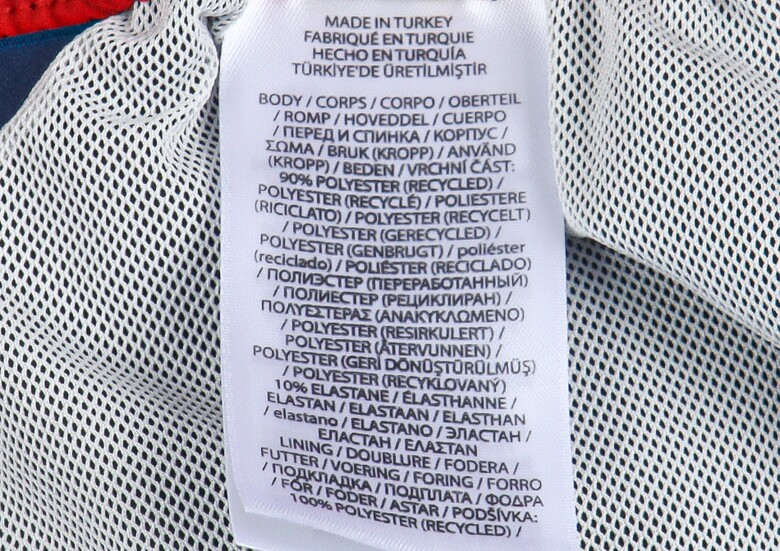 MADE IN TURKEY
FABRIQUÉ EN TURQUIE
HECHO EN TURQUÍA
TÜRKİYE'DE ÜRETİLMİŞTİR
BODY / CORPS / CORPO / OBERTEIL
/ ROMP / HOVEDDEL / CUERPO
/ ПЕРЕД И СПИНКА / КОРПУС /
ΣΩΜΑ / BRUK (KROPP) / ANVÄND
(KROPP) / BEDEN / VRCHNÍ ČÁST:
90% POLYESTER (RECYCLED) /
POLYESTER (RECYCLÉ) / POLIESTERE
(RICICLATO) / POLYESTER (RECYCELT)
/ POLYESTER (GERECYCLED) /
POLYESTER (GENBRUGT) / poliéster
(reciclado) / POLIÉSTER (RECICLADO)
/ ПОЛИЭСТЕР (ПЕРЕРАБОТАННЫЙ)
/ ПОЛИЕСТЕР (РЕЦИКЛИРАН) /
ΠΟΛΥΕΣΤΕΡΑΣ (ΑΝΑΚΥΚΛΩΜΕΝΟ)
/ POLYESTER (RESIRKULERT) /
POLYESTER (ÅTERVUNNEN) /
POLYESTER (GERİ DÖNÜŞTÜRÜLMÜŞ)
/ POLYESTER (RECYKLOVANÝ)
10% ELASTANE / ÉLASTHANNE /
ELASTAN / ELASTAAN / ELASTHAN
/ elastano / ELASTANO / ЭЛАСТАН /
ЕЛАСТАН / ΕΛΑΣΤΑΝ
LINING / DOUBLURE / FODERA /
FUTTER / VOERING / FORING / FORRO
/ ПОДКЛАДКА / ПОДПЛАТА / ΦΟΔΡΑ
/ FÔR / FODER / ASTAR / PODŠÍVKA:
100% POLYESTER (RECYCLED) /